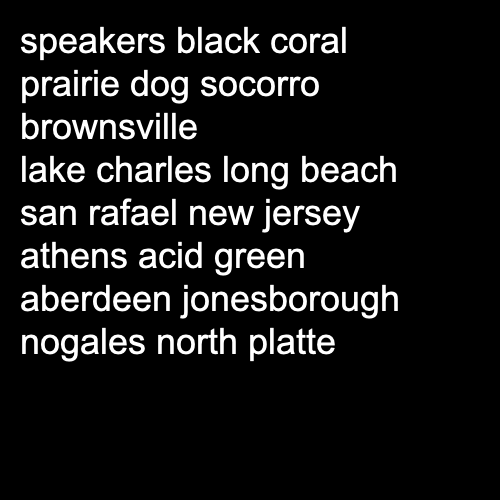 speakers black coral
prairie dog socorro
brownsville
lake charles long beach
san rafael new jersey
athens acid green
aberdeen jonesborough
nogales north platte